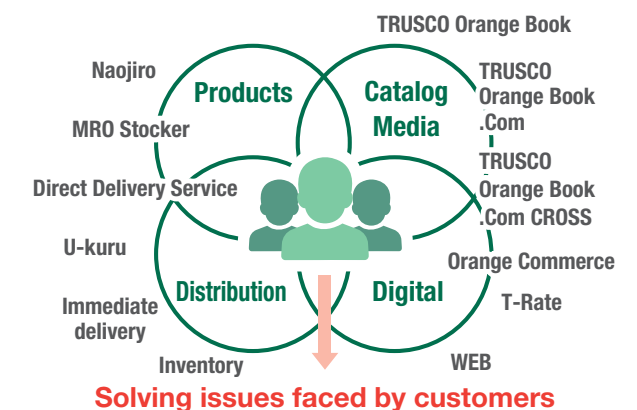 TRUSCO Orange Book
Naojiro
Products
Catalog
Media
TRUSCO
Orange Book
.Com
MRO Stocker
TRUSCO
Orange Book
.Com CROSS
Direct Delivery Service
U-kuru
Orange Commerce
Distribution
Digital
T-Rate
Immediate
delivery
Inventory
WEB
Solving issues faced by customers